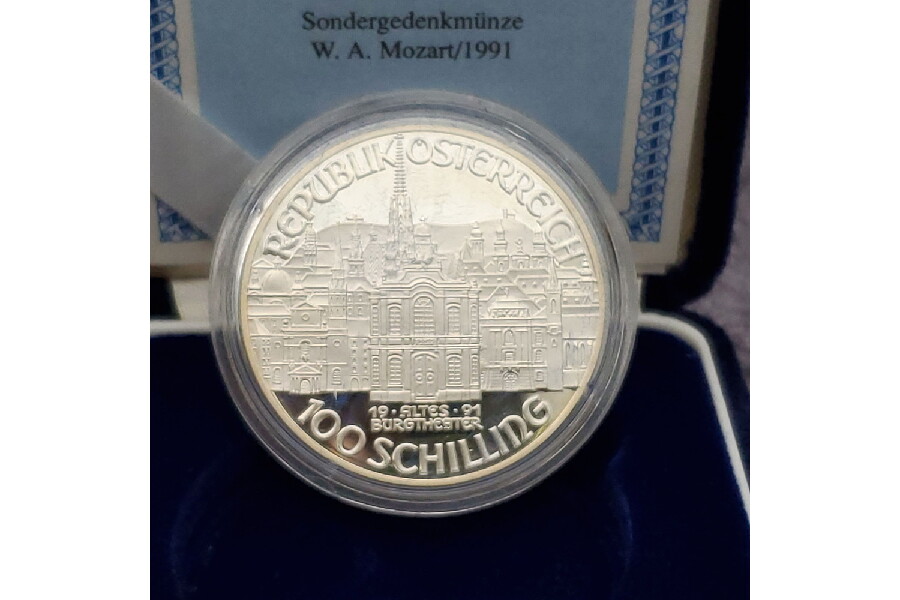 Sondergedenkmünze
W. A. Mozart/1991
REPUBLIK ÖSTERREICH
19 · ALTES · 91
BURGTHEATER
100 SCHILLING